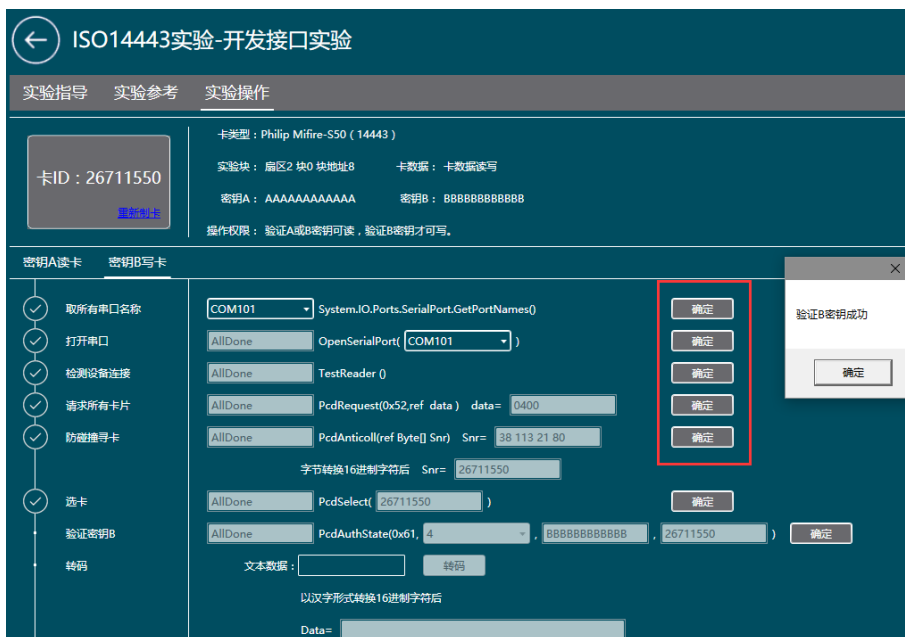 ISO14443实验-开发接口实验
实验指导 实验参考 实验操作
卡类型：Philip Mifire-S50（14443）
实验块： 扇区2 块0 块地址8 卡数据： 卡数据读写
卡ID：26711550
密钥A： AAAAAAAAAAAA 密钥B： BBBBBBBBBBBB
重新制卡
操作权限： 验证A或B密钥可读，验证B密钥才可写。
密钥A读卡 密钥B写卡
取所有串口名称 COM101 System.IO.Ports.SerialPort.GetPortNames() 确定
验证B密钥成功
打开串口 AllDone OpenSerialPort( COM101 ) 确定
检测设备连接 AllDone TestReader () 确定
确定
请求所有卡片 AllDone PcdRequest(0x52,ref data) data= 0400 确定
防碰撞寻卡 AllDone PcdAnticoll(ref Byte[] Snr) Snr= 38 113 21 80 确定
字节转换16进制字符后 Snr= 26711550
选卡 AllDone PcdSelect( 26711550 ) 确定
验证密钥B AllDone PcdAuthState(0x61, 4 , BBBBBBBBBBBB , 26711550 ) 确定
转码 文本数据： 转码
以汉字形式转换16进制字符后
Data=